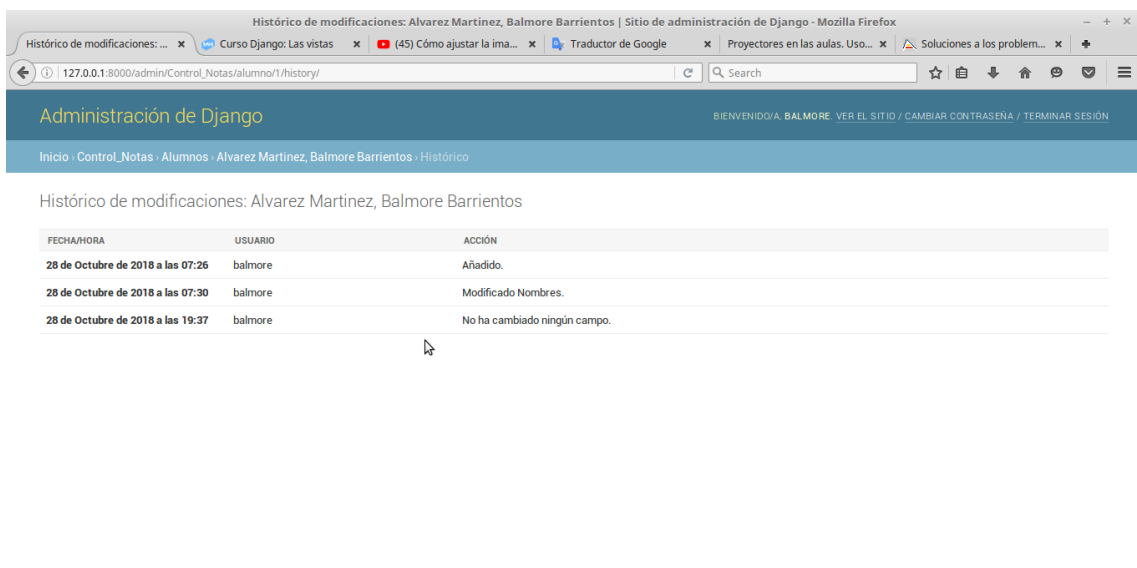 Histórico de modificaciones: Alvarez Martinez, Balmore Barrientos | Sitio de administración de Django - Mozilla Firefox
Histórico de modificaciones: ...
Curso Django: Las vistas
(45) Cómo ajustar la ima...
Traductor de Google
Proyectores en las aulas. Uso...
Soluciones a los problem...
127.0.0.1:8000/admin/Control_Notas/alumno/1/history/
Search
Administración de Django
BIENVENIDO/A, BALMORE. VER EL SITIO / CAMBIAR CONTRASEÑA / TERMINAR SESIÓN
Inicio › Control_Notas › Alumnos › Alvarez Martinez, Balmore Barrientos › Histórico
Histórico de modificaciones: Alvarez Martinez, Balmore Barrientos
FECHA/HORA USUARIO ACCIÓN
28 de Octubre de 2018 a las 07:26 balmore Añadido.
28 de Octubre de 2018 a las 07:30 balmore Modificado Nombres.
28 de Octubre de 2018 a las 19:37 balmore No ha cambiado ningún campo.